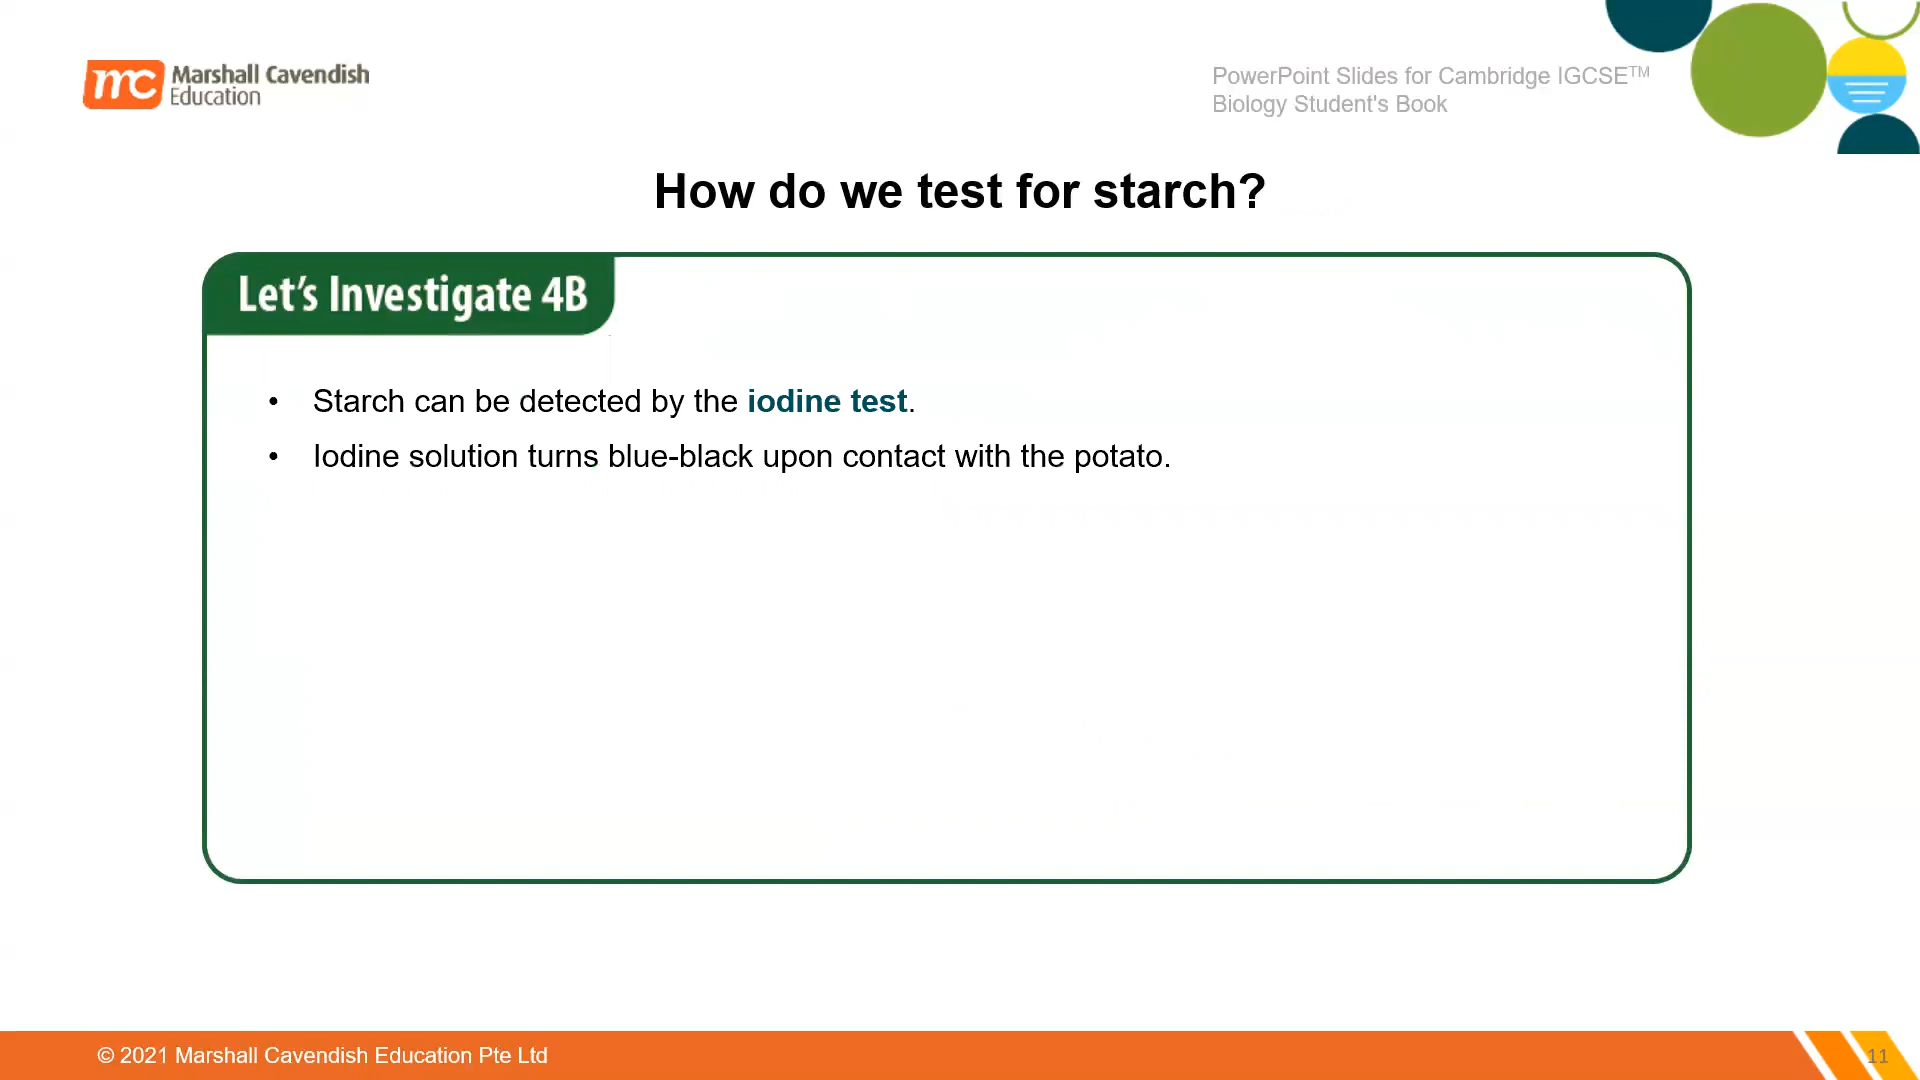 mc Marshall Cavendish
Education
PowerPoint Slides for Cambridge IGCSE™
Biology Student's Book
How do we test for starch?
Let's Investigate 4B
• Starch can be detected by the iodine test.
• Iodine solution turns blue-black upon contact with the potato.
© 2021 Marshall Cavendish Education Pte Ltd
11